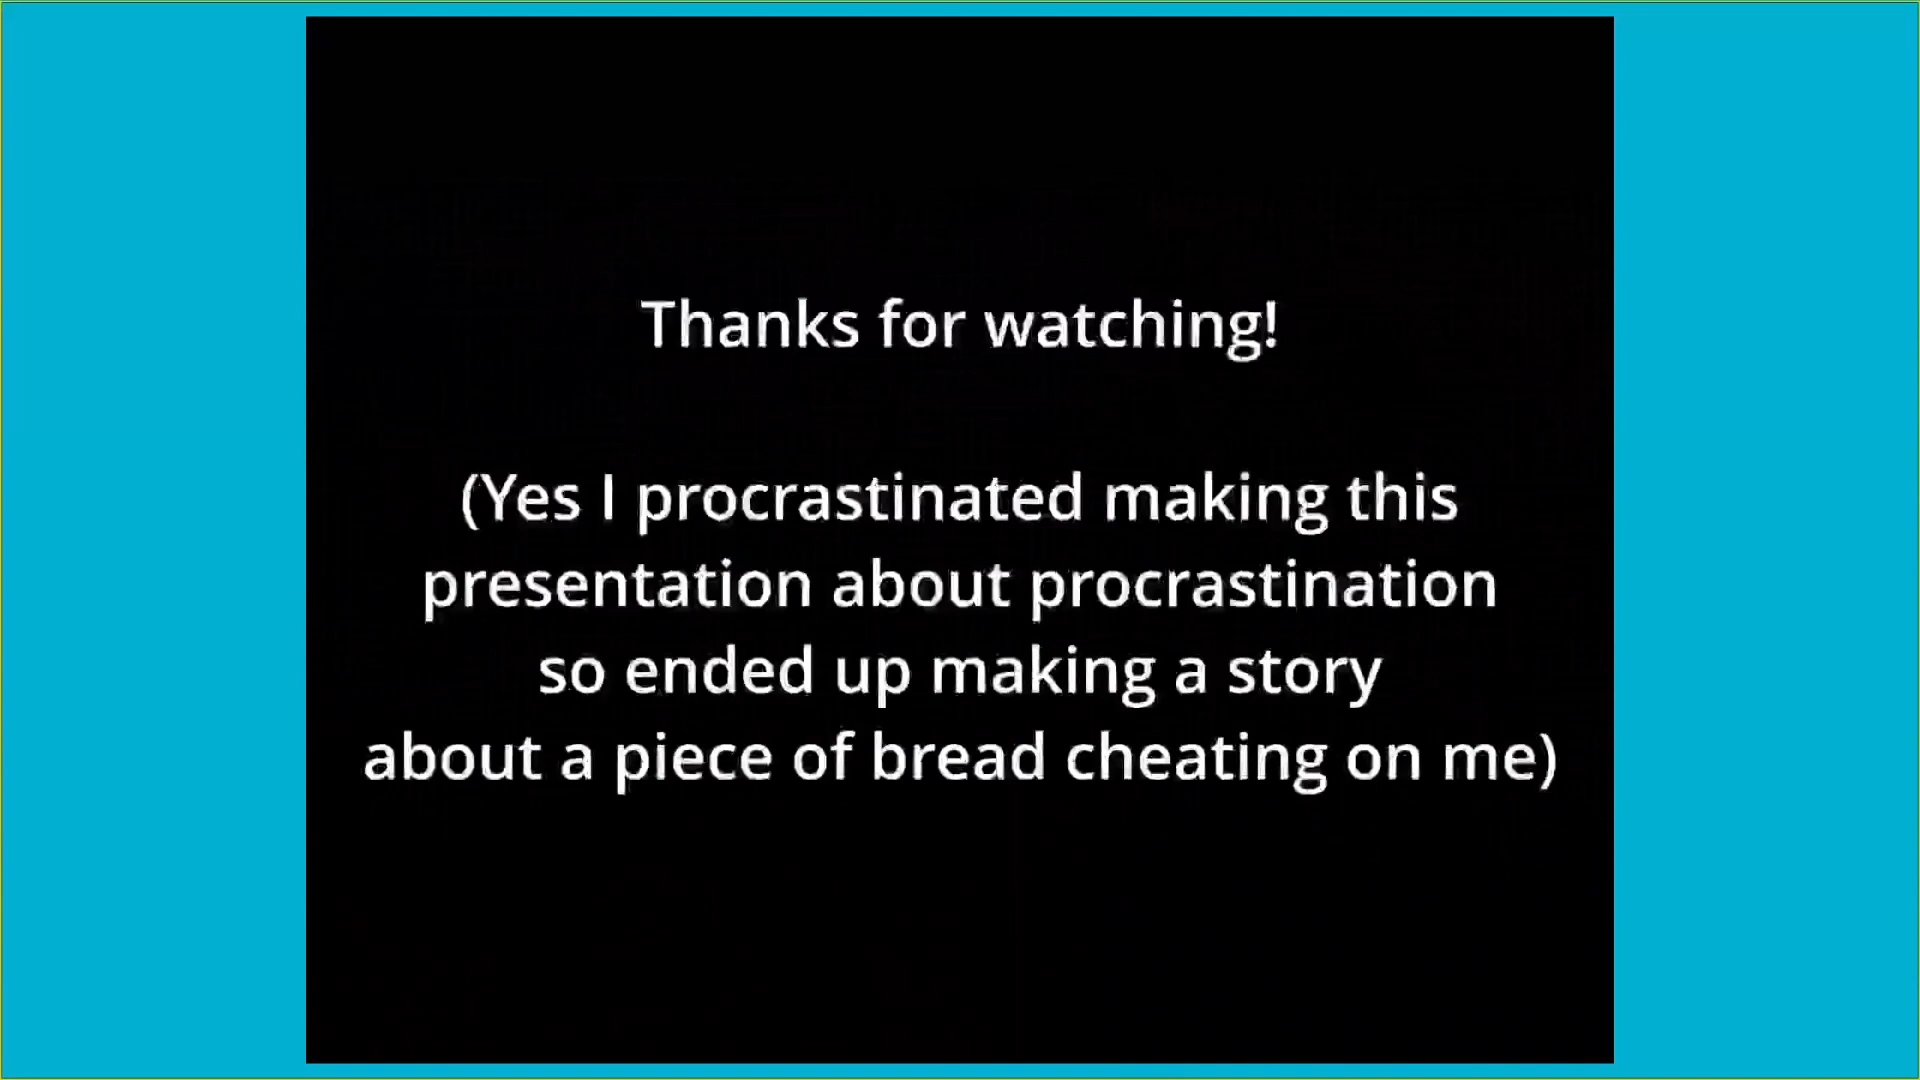 Thanks for watching!
(Yes I procrastinated making this
presentation about procrastination
so ended up making a story
about a piece of bread cheating on me)